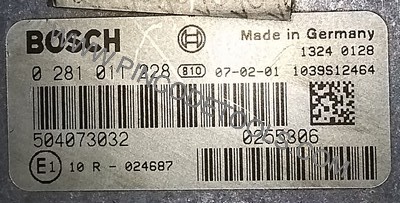 BOSCH Made in Germany
1324 0128
0 281 011 228 810 07-02-01 1039S12464
504073032 0255306
E1 10 R - 024687